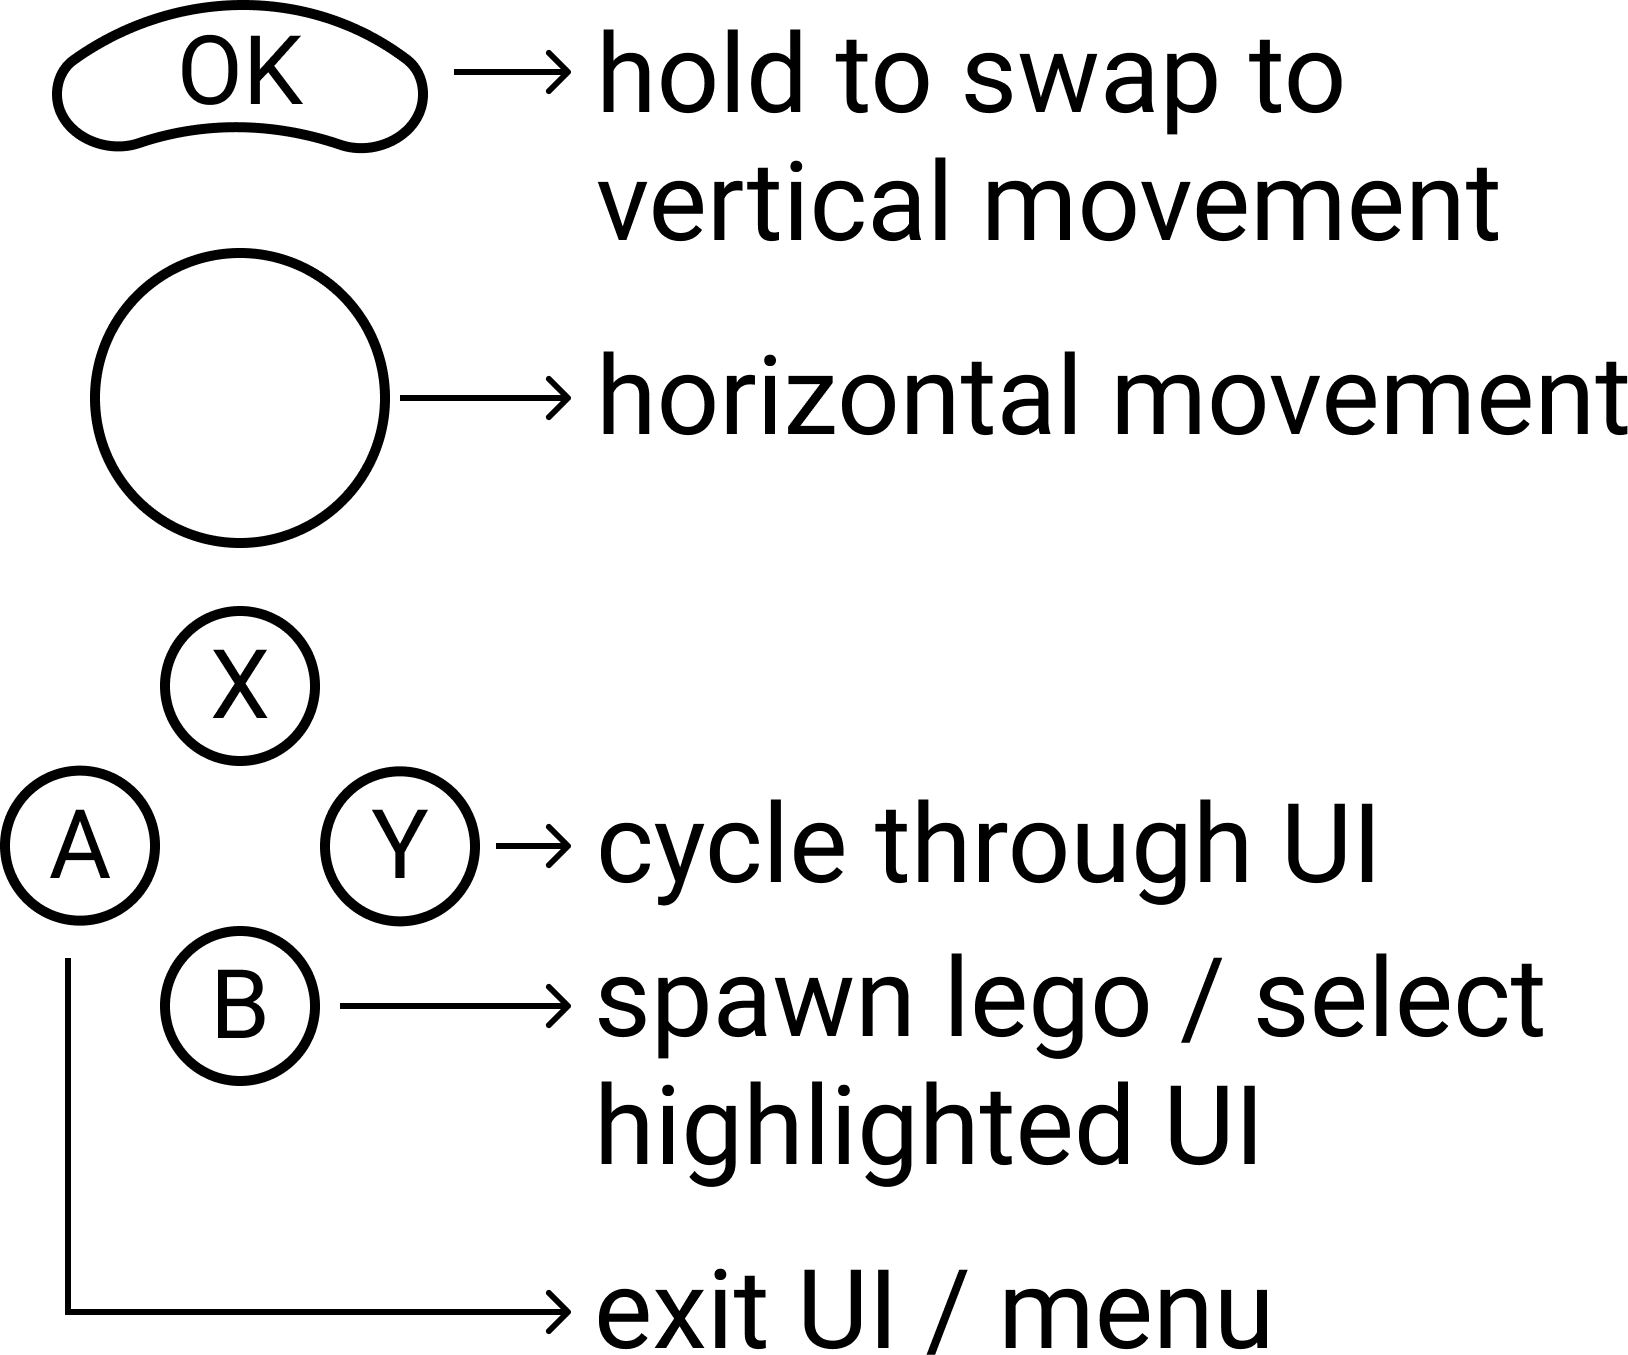 OK
hold to swap to
vertical movement
horizontal movement
X
A
Y
cycle through UI
B
spawn lego / select
highlighted UI
exit UI / menu